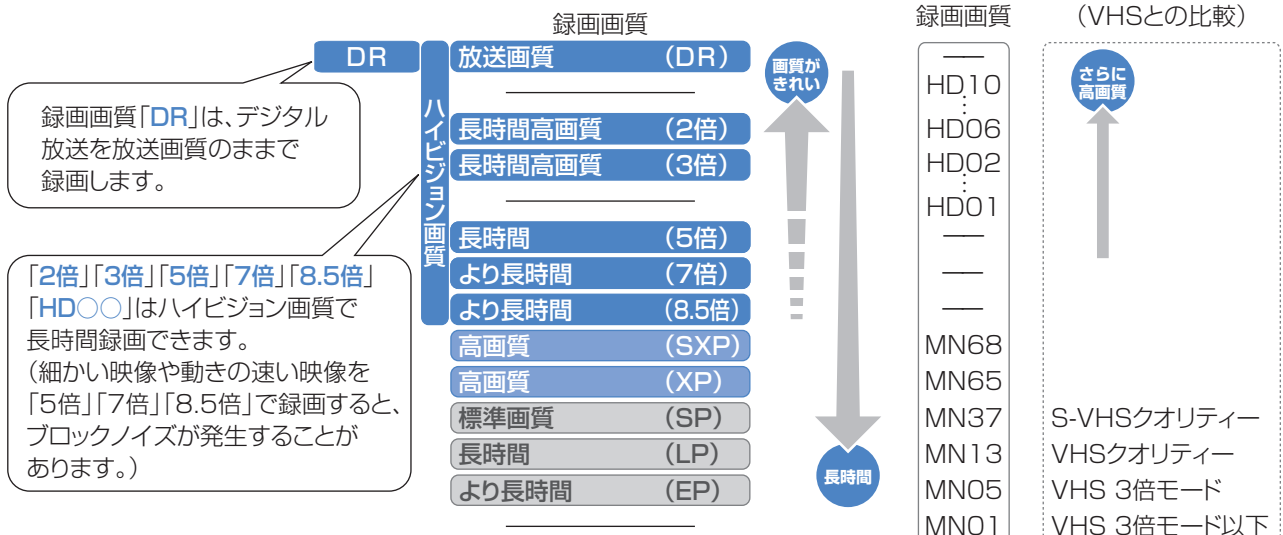 録画画質
DR
放送画質 (DR)
長時間高画質 (2倍)
長時間高画質 (3倍)
長時間 (5倍)
より長時間 (7倍)
より長時間 (8.5倍)
高画質 (SXP)
高画質 (XP)
標準画質 (SP)
長時間 (LP)
より長時間 (EP)
ハイビジョン画質
録画画質「DR」は、デジタル
放送を放送画質のままで
録画します。
「2倍」「3倍」「5倍」「7倍」「8.5倍」
「HD○○」はハイビジョン画質で
長時間録画できます。
(細かい映像や動きの速い映像を
「5倍」「7倍」「8.5倍」で録画すると、
ブロックノイズが発生することが
あります。)
画質が
きれい
長時間
録画画質 (VHSとの比較)
HD10
⋮
HD06
HD02
⋮
HD01
MN68
MN65
MN37 S-VHSクオリティー
MN13 VHSクオリティー
MN05 VHS 3倍モード
MN01 VHS 3倍モード以下
さらに
高画質